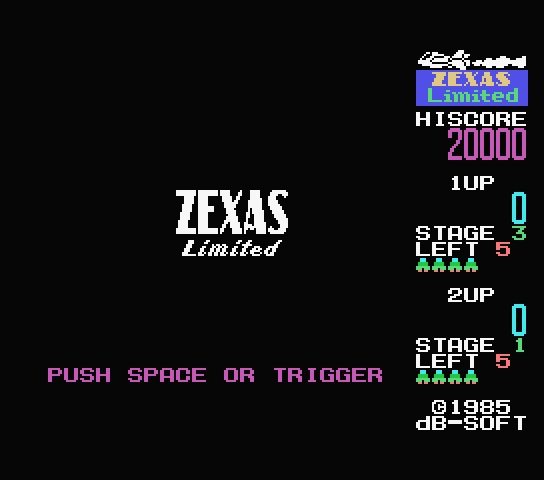 ZEXAS
Limited
PUSH SPACE OR TRIGGER
ZEXAS
Limited
HISCORE
20000
1UP
0
STAGE 3
LEFT 5
2UP
0
STAGE 1
LEFT 5
©1985
dB-SOFT